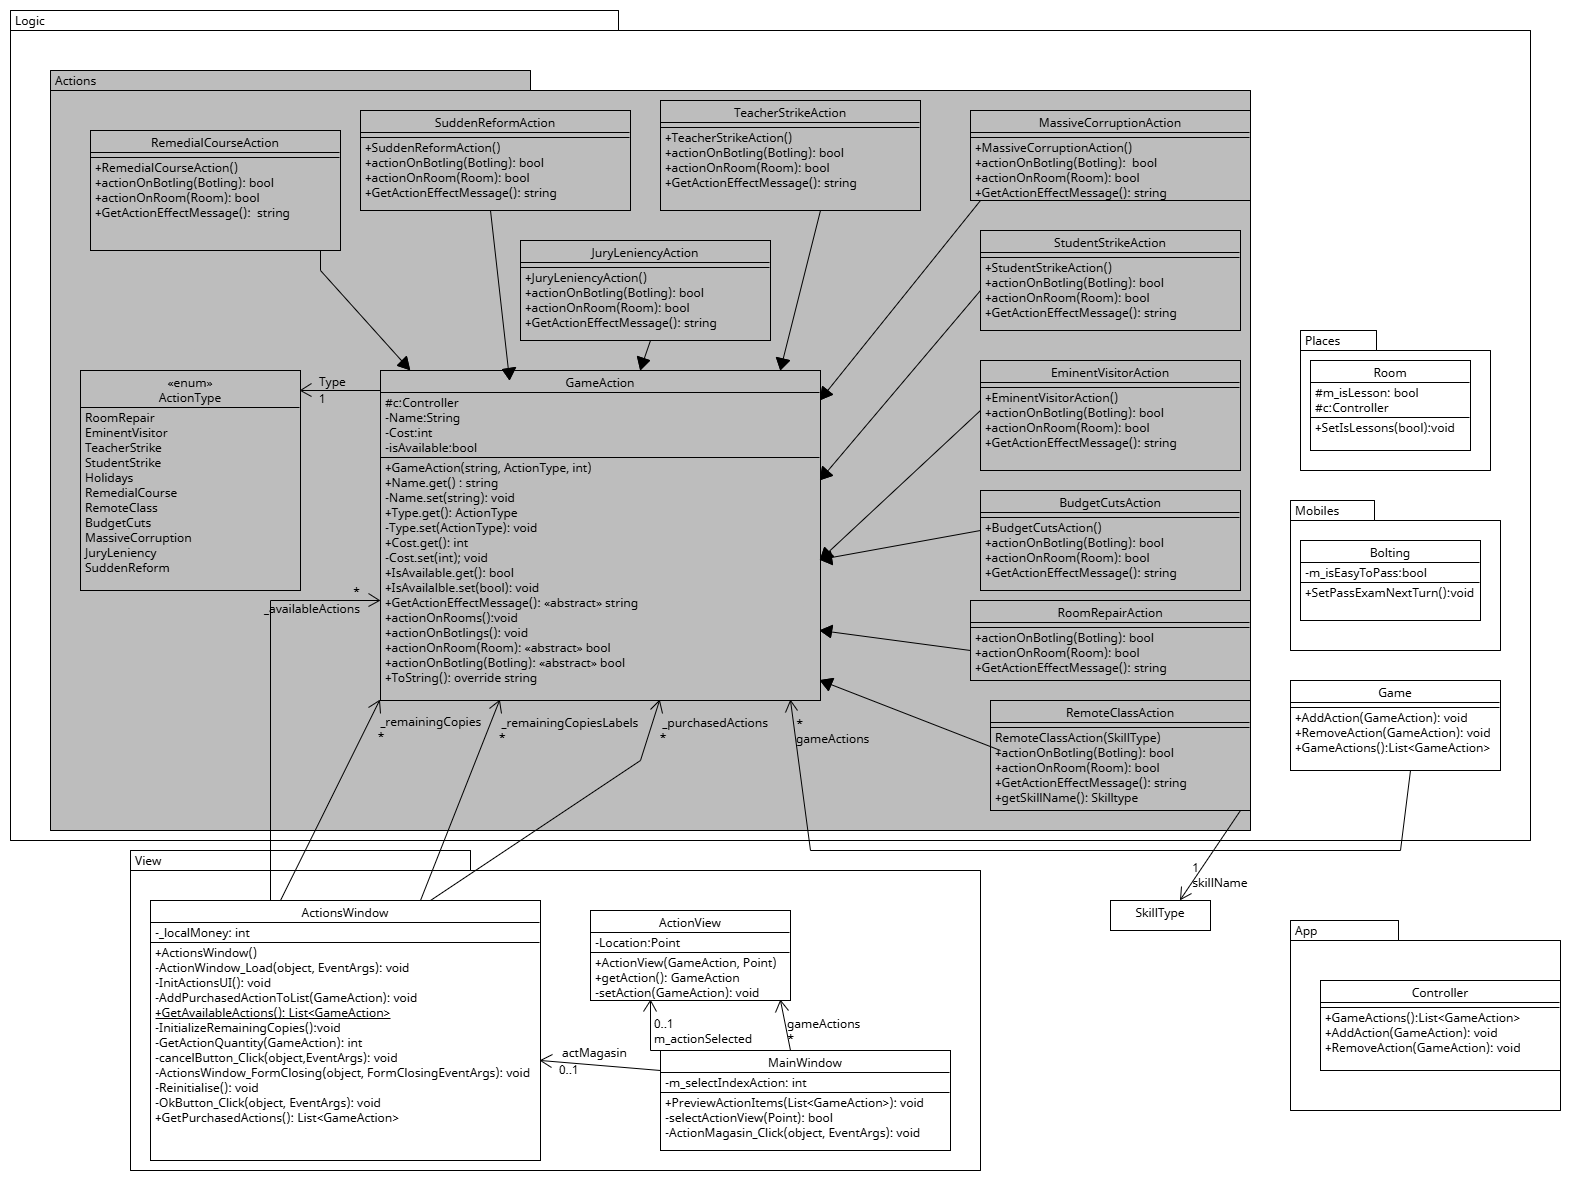 Logic
Actions
RemedialCourseAction
+RemedialCourseAction()
+actionOnBotling(Botling): bool
+actionOnRoom(Room): bool
+GetActionEffectMessage():  string
SuddenReformAction
+SuddenReformAction()
+actionOnBotling(Botling): bool
+actionOnRoom(Room): bool
+GetActionEffectMessage(): string
TeacherStrikeAction
+TeacherStrikeAction()
+actionOnBotling(Botling): bool
+actionOnRoom(Room): bool
+GetActionEffectMessage(): string
MassiveCorruptionAction
+MassiveCorruptionAction()
+actionOnBotling(Botling):  bool
+actionOnRoom(Room): bool
+GetActionEffectMessage(): string
JuryLeniencyAction
+JuryLeniencyAction()
+actionOnBotling(Botling): bool
+actionOnRoom(Room): bool
+GetActionEffectMessage(): string
StudentStrikeAction
+StudentStrikeAction()
+actionOnBotling(Botling): bool
+actionOnRoom(Room): bool
+GetActionEffectMessage(): string
«enum»
ActionType
RoomRepair
EminentVisitor
TeacherStrike
StudentStrike
Holidays
RemedialCourse
RemoteClass
BudgetCuts
MassiveCorruption
JuryLeniency
SuddenReform
Type
1
GameAction
#c:Controller
-Name:String
-Cost:int
-isAvailable:bool
+GameAction(string, ActionType, int)
+Name.get() : string
-Name.set(string): void
+Type.get(): ActionType
-Type.set(ActionType): void
+Cost.get(): int
-Cost.set(int); void
+IsAvailable.get(): bool
+IsAvailalble.set(bool): void
+GetActionEffectMessage(): «abstract» string
+actionOnRooms():void
+actionOnBotlings(): void
+actionOnRoom(Room): «abstract» bool
+actionOnBotling(Botling): «abstract» bool
+ToString(): override string
EminentVisitorAction
+EminentVisitorAction()
+actionOnBotling(Botling): bool
+actionOnRoom(Room): bool
+GetActionEffectMessage(): string
BudgetCutsAction
+BudgetCutsAction()
+actionOnBotling(Botling): bool
+actionOnRoom(Room): bool
+GetActionEffectMessage(): string
RoomRepairAction
+actionOnBotling(Botling): bool
+actionOnRoom(Room): bool
+GetActionEffectMessage(): string
RemoteClassAction
RemoteClassAction(SkillType)
+actionOnBotling(Botling): bool
+actionOnRoom(Room): bool
+GetActionEffectMessage(): string
+getSkillName(): Skilltype
Places
Room
#m_isLesson: bool
#c:Controller
+SetIsLessons(bool):void
Mobiles
Bolting
-m_isEasyToPass:bool
+SetPassExamNextTurn():void
Game
+AddAction(GameAction): void
+RemoveAction(GameAction): void
+GameActions():List<GameAction>
*
_availableActions
_remainingCopies
*
_remainingCopiesLabels
*
_purchasedActions
*
*
gameActions
View
ActionsWindow
-_localMoney: int
+ActionsWindow()
-ActionWindow_Load(object, EventArgs): void
-InitActionsUI(): void
-AddPurchasedActionToList(GameAction): void
+GetAvailableActions(): List<GameAction>
-InitializeRemainingCopies():void
-GetActionQuantity(GameAction): int
-cancelButton_Click(object,EventArgs): void
-ActionsWindow_FormClosing(object, FormClosingEventArgs): void
-Reinitialise(): void
-OkButton_Click(object, EventArgs): void
+GetPurchasedActions(): List<GameAction>
ActionView
-Location:Point
+ActionView(GameAction, Point)
+getAction(): GameAction
-setAction(GameAction): void
0..1
m_actionSelected
gameActions
*
actMagasin
0..1
MainWindow
-m_selectIndexAction: int
+PreviewActionItems(List<GameAction>): void
-selectActionView(Point): bool
-ActionMagasin_Click(object, EventArgs): void
1
skillName
SkillType
App
Controller
+GameActions():List<GameAction>
+AddAction(GameAction): void
+RemoveAction(GameAction): void